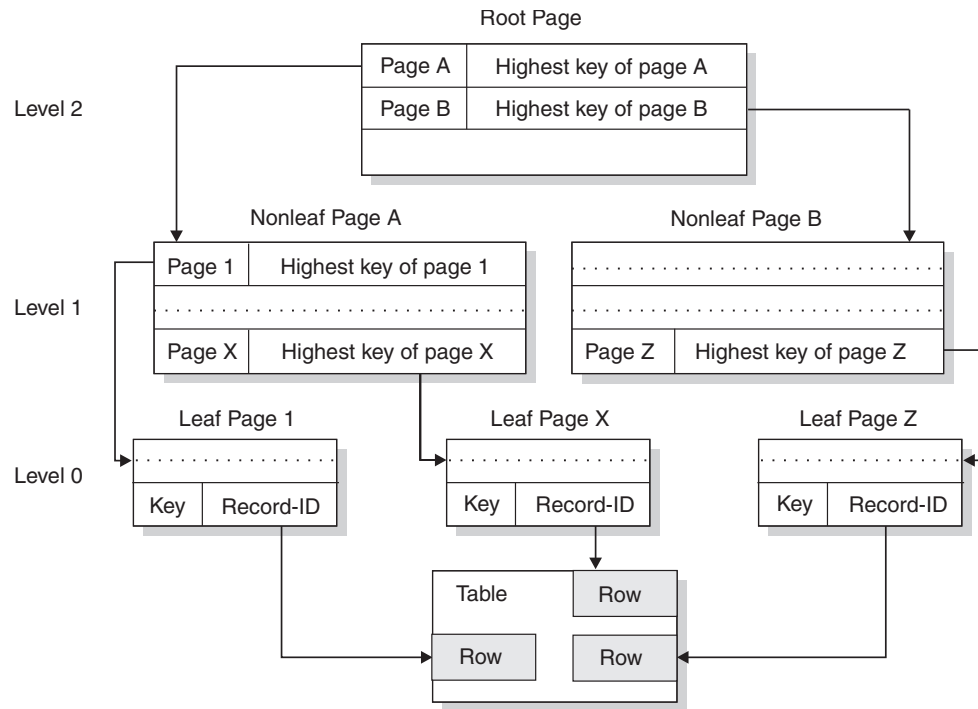 Root Page
Page A Highest key of page A
Level 2
Page B Highest key of page B
Nonleaf Page A
Nonleaf Page B
Page 1 Highest key of page 1
Level 1
Page X Highest key of page X
Page Z Highest key of page Z
Leaf Page 1
Leaf Page X
Leaf Page Z
Level 0
Key Record-ID
Key Record-ID
Key Record-ID
Table
Row
Row
Row